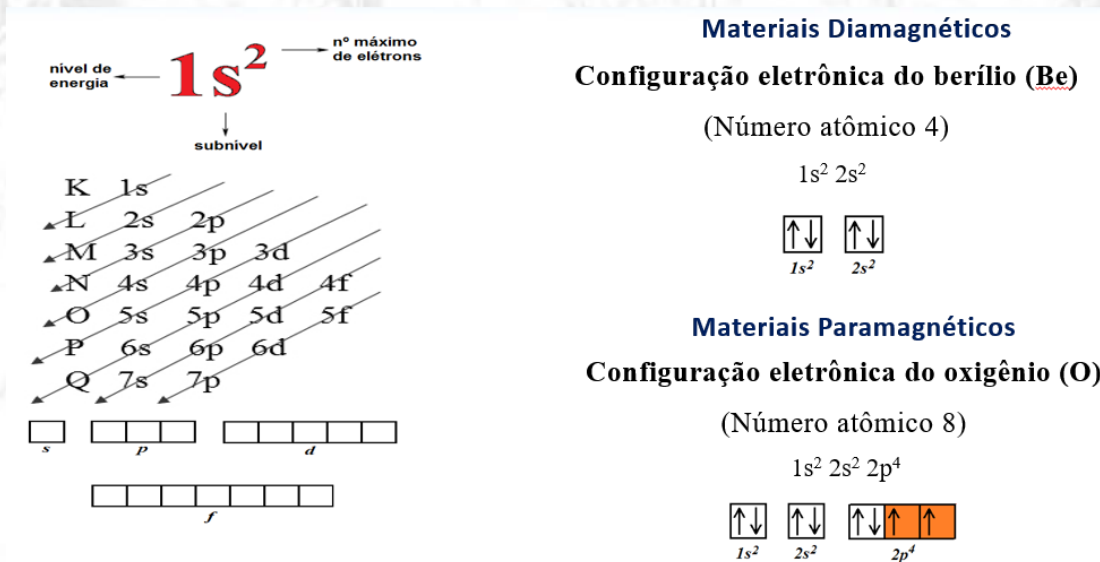 nível de
energia
1s²
nº máximo
de elétrons
subnivel
K 1s
L 2s 2p
M 3s 3p 3d
N 4s 4p 4d 4f
O 5s 5p 5d 5f
P 6s 6p 6d
Q 7s 7p
s p d
f
Materiais Diamagnéticos
Configuração eletrônica do berílio (Be)
(Número atômico 4)
1s² 2s²
1s² 2s²
Materiais Paramagnéticos
Configuração eletrônica do oxigênio (O)
(Número atômico 8)
1s² 2s² 2p⁴
1s² 2s² 2p⁴